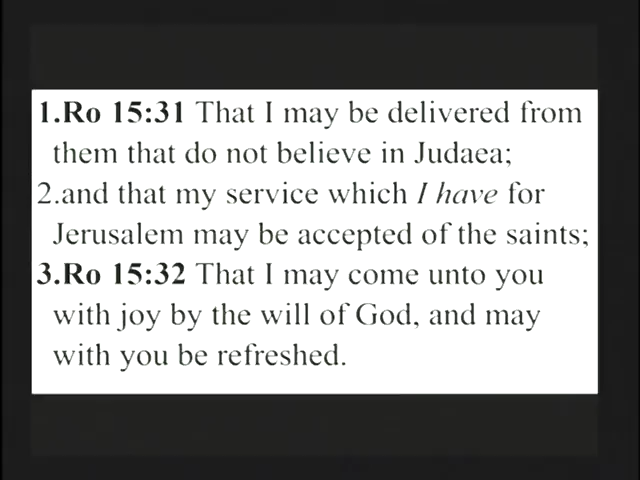 1.Ro 15:31 That I may be delivered from
them that do not believe in Judaea;
2.and that my service which I have for
Jerusalem may be accepted of the saints;
3.Ro 15:32 That I may come unto you
with joy by the will of God, and may
with you be refreshed.